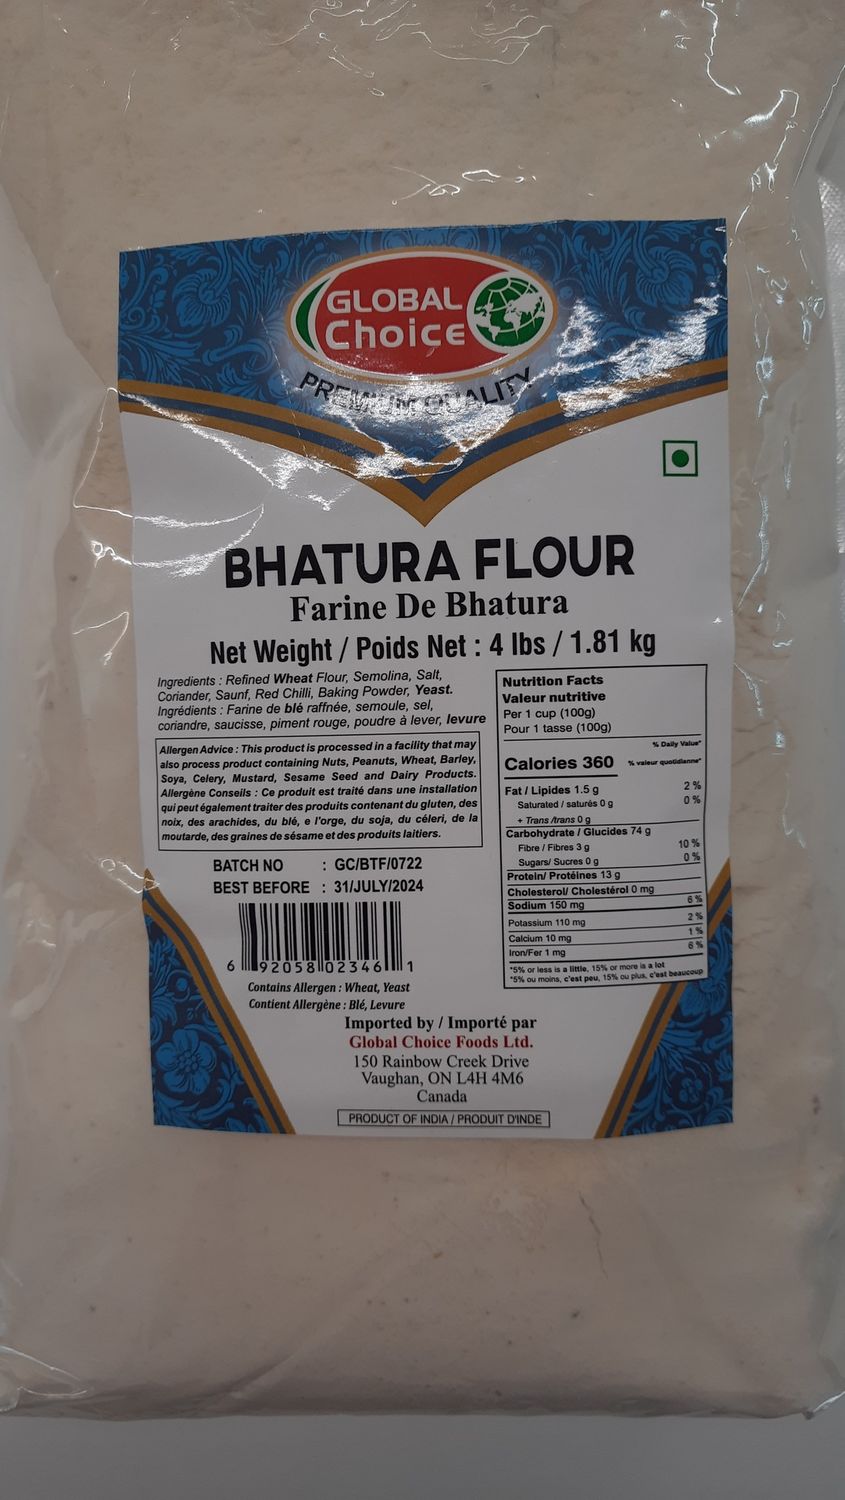 GLOBAL
Choice
PREMIUM QUALITY
BHATURA FLOUR
Farine De Bhatura
Net Weight / Poids Net : 4 lbs / 1.81 kg
Ingredients : Refined Wheat Flour, Semolina, Salt,
Coriander, Saunf, Red Chilli, Baking Powder, Yeast.
Ingrédients : Farine de blé raffnée, semoule, sel,
coriandre, saucisse, piment rouge, poudre à lever, levure
Allergen Advice : This product is processed in a facility that may
also process product containing Nuts, Peanuts, Wheat, Barley,
Soya, Celery, Mustard, Sesame Seed and Dairy Products.
Allergène Conseils : Ce produit est traité dans une installation
qui peut également traiter des produits contenant du gluten, des
noix, des arachides, du blé, e l'orge, du soja, du céleri, de la
moutarde, des graines de sésame et des produits laitiers.
BATCH NO : GC/BTF/0722
BEST BEFORE : 31/JULY/2024
6 92058 02346 1
Contains Allergen : Wheat, Yeast
Contient Allergène : Blé, Levure
Nutrition Facts
Valeur nutritive
Per 1 cup (100g)
Pour 1 tasse (100g)
% Daily Value*
Calories 360 % valeur quotidienne*
Fat / Lipides 1.5 g 2 %
Saturated / saturés 0 g 0 %
+ Trans /trans 0 g
Carbohydrate / Glucides 74 g
Fibre / Fibres 3 g 10 %
Sugars/ Sucres 0 g 0 %
Protein/ Protéines 13 g
Cholesterol/ Cholestérol 0 mg
Sodium 150 mg 6 %
Potassium 110 mg 2 %
Calcium 10 mg 1 %
Iron/Fer 1 mg 6 %
*5% or less is a little, 15% or more is a lot
*5% ou moins, c'est peu, 15% ou plus, c'est beaucoup
Imported by / Importé par
Global Choice Foods Ltd.
150 Rainbow Creek Drive
Vaughan, ON L4H 4M6
Canada
PRODUCT OF INDIA / PRODUIT D'INDE